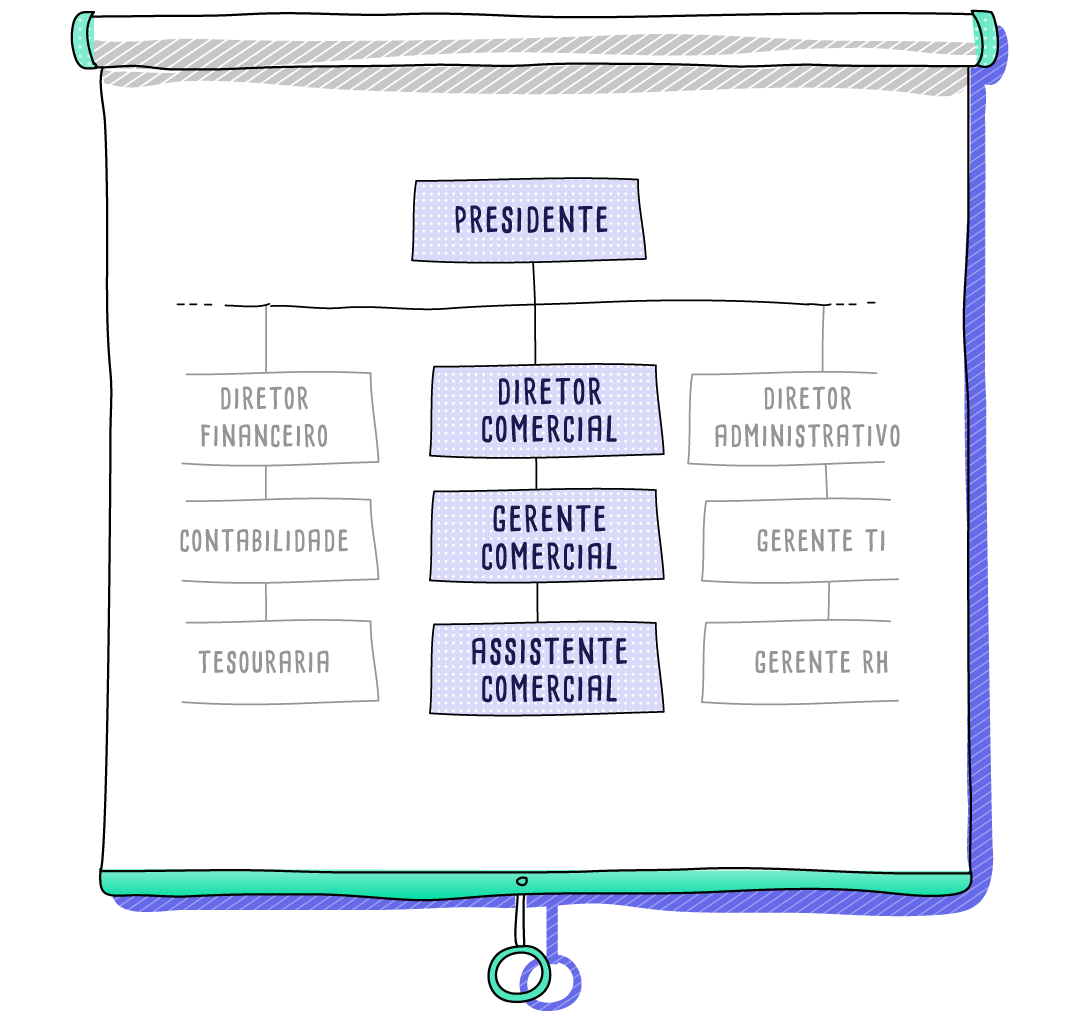 PRESIDENTE
DIRETOR
FINANCEIRO
DIRETOR
COMERCIAL
DIRETOR
ADMINISTRATIVO
CONTABILIDADE
GERENTE
COMERCIAL
GERENTE TI
TESOURARIA
ASSISTENTE
COMERCIAL
GERENTE RH